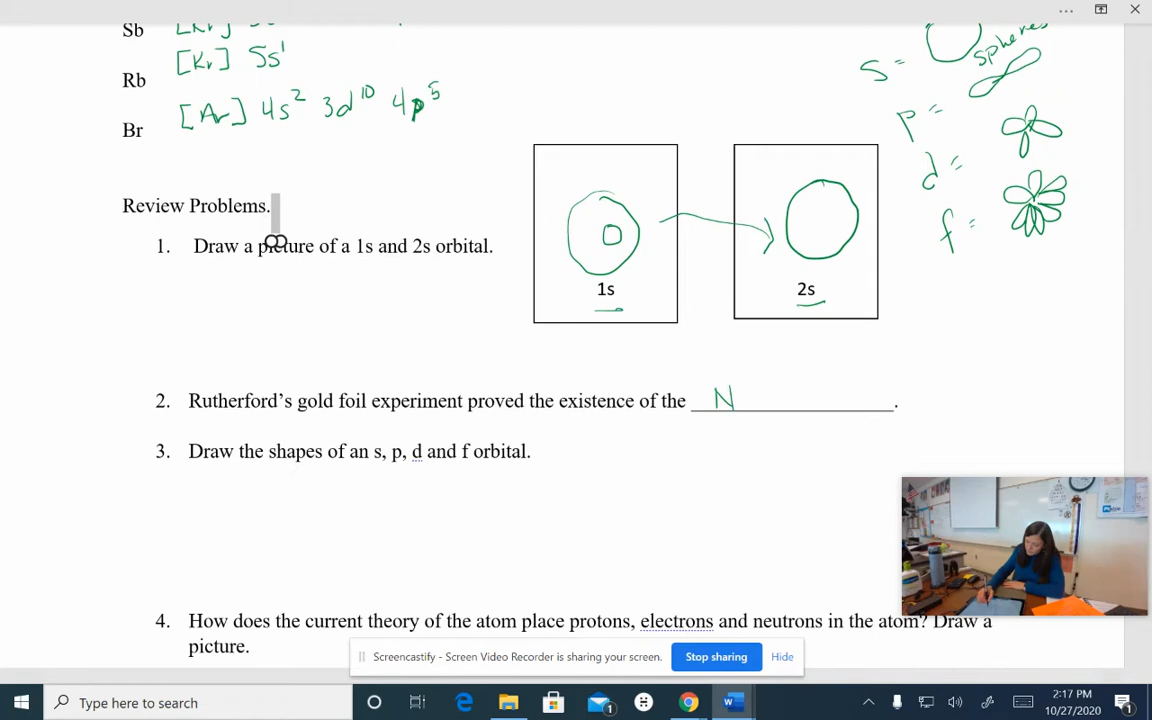 Sb
[Kr] 5s¹
Rb
[Ar] 4s² 3d¹⁰ 4p⁵
Br
s =
spheres
p =
d =
f =
Review Problems.
1. Draw a picture of a 1s and 2s orbital.
1s
2s
2. Rutherford's gold foil experiment proved the existence of the N____________________.
3. Draw the shapes of an s, p, d and f orbital.
4. How does the current theory of the atom place protons, electrons and neutrons in the atom? Draw a
picture.
Screencastify - Screen Video Recorder is sharing your screen. Stop sharing Hide
Type here to search
2:17 PM
10/27/2020